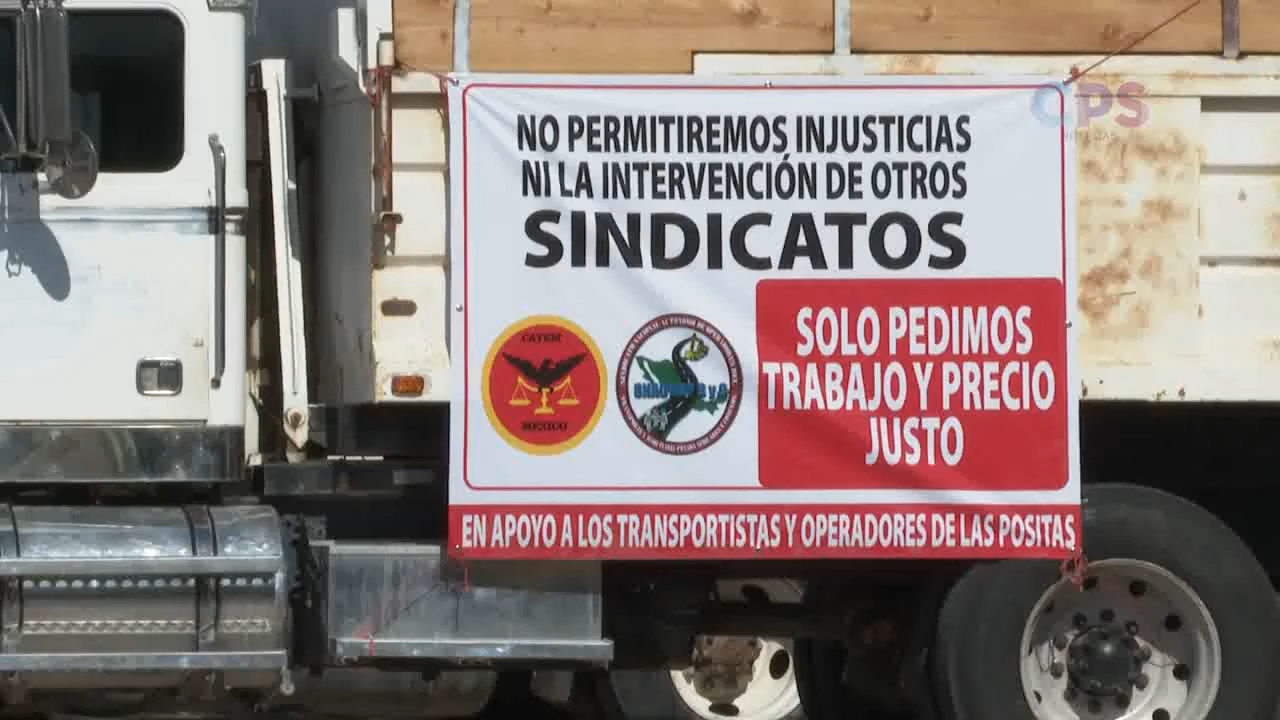 CPS
NO PERMITIREMOS INJUSTICIAS
NI LA INTERVENCIÓN DE OTROS
SINDICATOS
SOLO PEDIMOS
TRABAJO Y PRECIO
JUSTO
CATEM
MEXICO
EN APOYO A LOS TRANSPORTISTAS Y OPERADORES DE LAS POSITAS